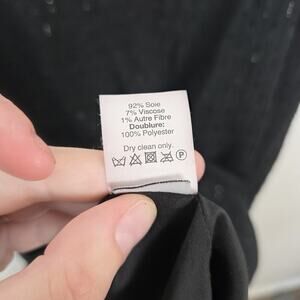 92% Soie
7% Viscose
1% Autre Fibre
Doublure:
100% Polyester
Dry clean only.
P